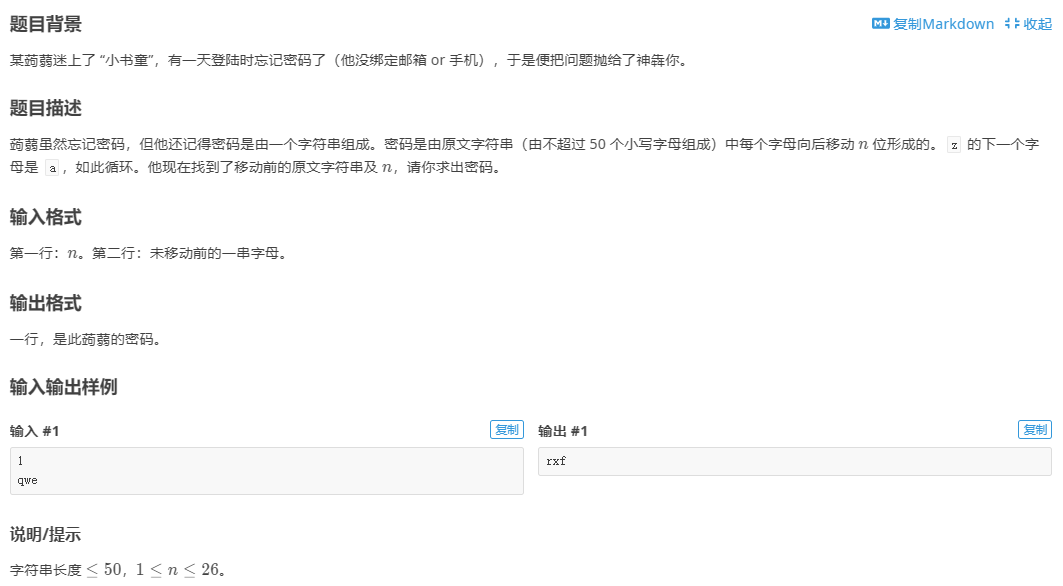 题目背景
复制Markdown 收起
某蒟蒻迷上了 “小书童”，有一天登陆时忘记密码了（他没绑定邮箱 or 手机），于是便把问题抛给了神犇你。
题目描述
蒟蒻虽然忘记密码，但他还记得密码是由一个字符串组成。密码是由原文字符串（由不超过 50 个小写字母组成）中每个字母向后移动 n 位形成的。z 的下一个字
母是 a，如此循环。他现在找到了移动前的原文字符串及 n，请你求出密码。
输入格式
第一行：n。第二行：未移动前的一串字母。
输出格式
一行，是此蒟蒻的密码。
输入输出样例
输入 #1
复制
1
qwe
输出 #1
复制
rxf
说明/提示
字符串长度 ≤ 50，1 ≤ n ≤ 26。